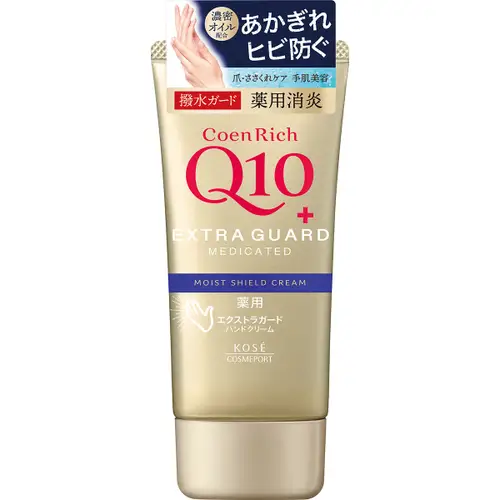 濃密
オイル
配合
あかぎれ
ヒビ防ぐ
爪・ささくれケア 手肌美容
撥水ガード 薬用消炎
CoenRich
Q10+
EXTRA GUARD
MEDICATED
MOIST SHIELD CREAM
薬用
エクストラガード
ハンドクリーム
KOSÉ
COSMEPORT